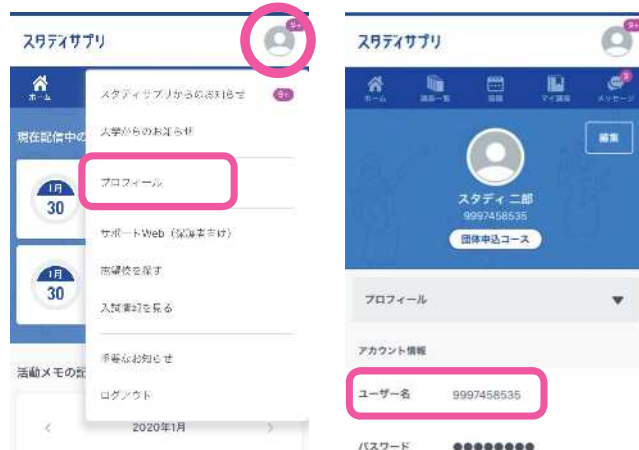 スタディサプリ
9+
ホーム
スタディサプリからのお知らせ
9+
大学からのお知らせ
現在配信中の
プロフィール
1月
30
サポートWeb（保護者向け）
志望校を探す
1月
30
入試情報を見る
重要なお知らせ
活動メモの記
ログアウト
2020年1月
スタディサプリ
9+
ホーム
講座一覧
宿題
マイ講座
メッセージ
編集
スタディ 二郎
9997458535
団体申込コース
プロフィール
アカウント情報
ユーザー名 9997458535
パスワード